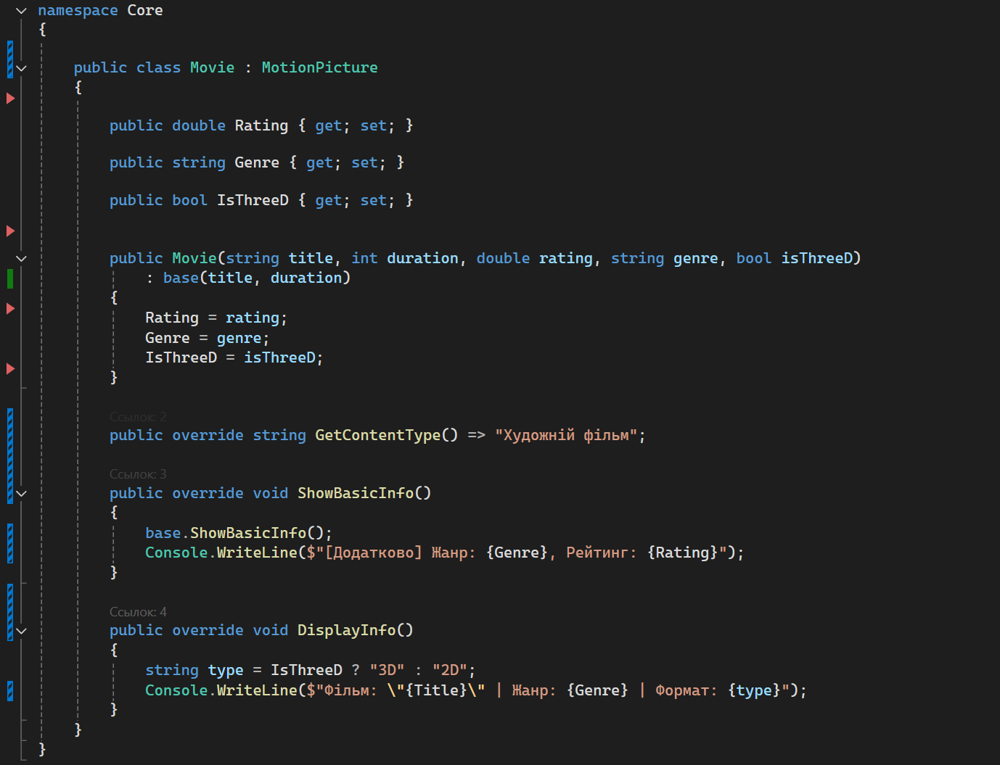 namespace Core
{
public class Movie : MotionPicture
{
public double Rating { get; set; }
public string Genre { get; set; }
public bool IsThreeD { get; set; }
public Movie(string title, int duration, double rating, string genre, bool isThreeD)
: base(title, duration)
{
Rating = rating;
Genre = genre;
IsThreeD = isThreeD;
}
Ссылок: 2
public override string GetContentType() => "Художній фільм";
Ссылок: 3
public override void ShowBasicInfo()
{
base.ShowBasicInfo();
Console.WriteLine($"[Додатково] Жанр: {Genre}, Рейтинг: {Rating}");
}
Ссылок: 4
public override void DisplayInfo()
{
string type = IsThreeD ? "3D" : "2D";
Console.WriteLine($"Фільм: \"{Title}\" | Жанр: {Genre} | Формат: {type}");
}
}
}